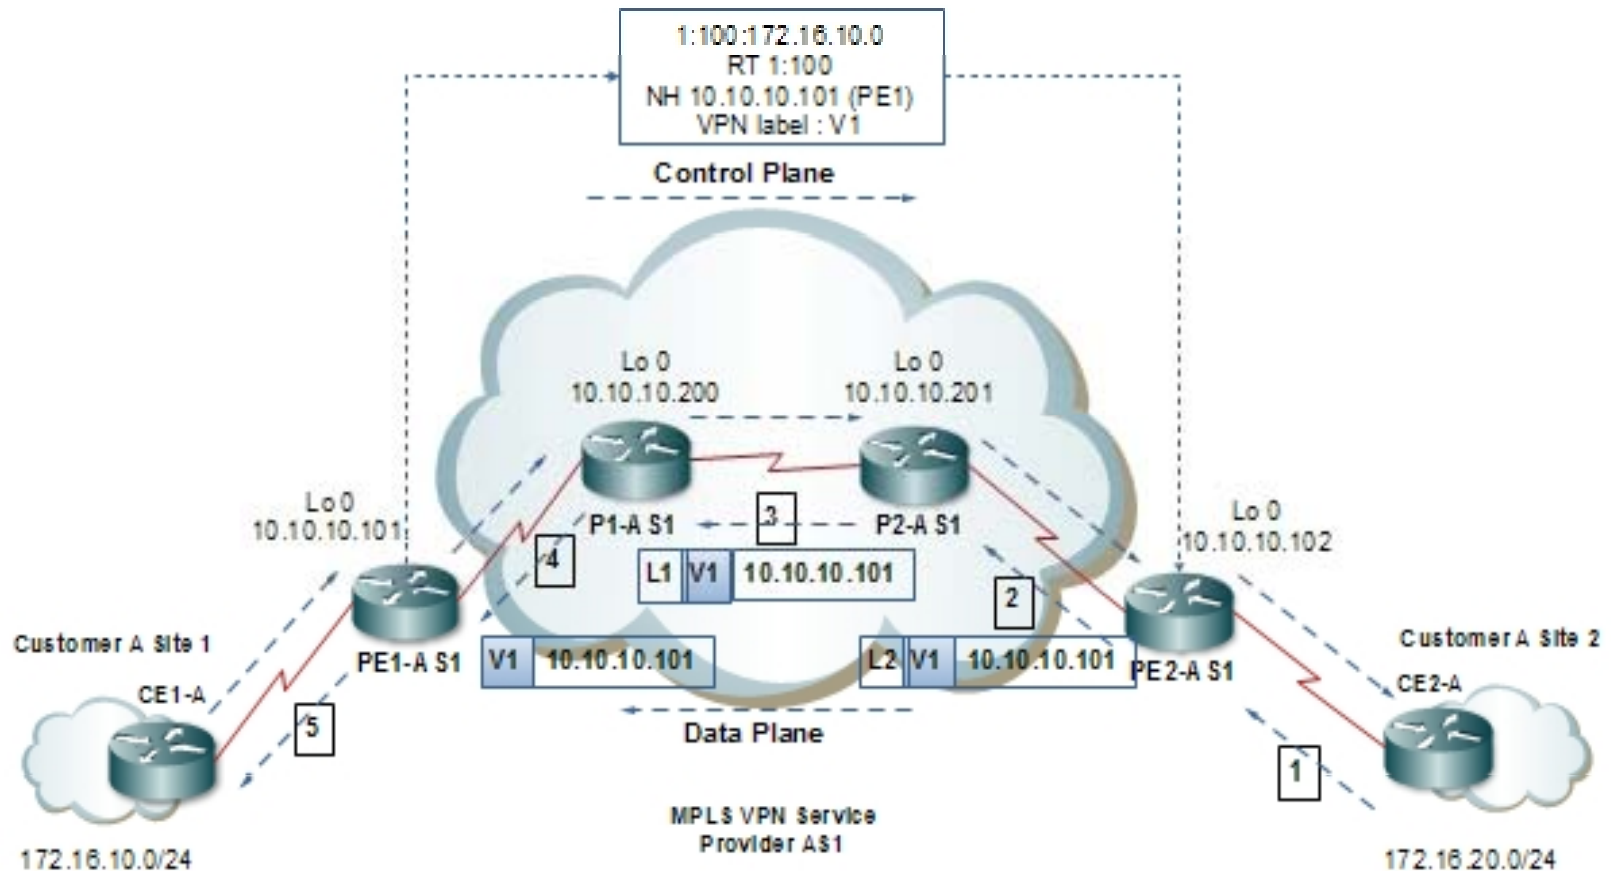 1:100:172.16.10.0
RT 1:100
NH 10.10.10.101 (PE1)
VPN label : V1
Control Plane
Lo 0
10.10.10.200
Lo 0
10.10.10.201
Lo 0
10.10.10.101
Lo 0
10.10.10.102
P1-A S1
3
P2-A S1
4
L1 V1 10.10.10.101
2
Customer A Site 1
PE1-A S1
V1 10.10.10.101
L2 V1 10.10.10.101
PE2-A S1
Customer A Site 2
CE1-A
CE2-A
5
Data Plane
1
MPLS VPN Service
Provider AS1
172.16.10.0/24
172.16.20.0/24